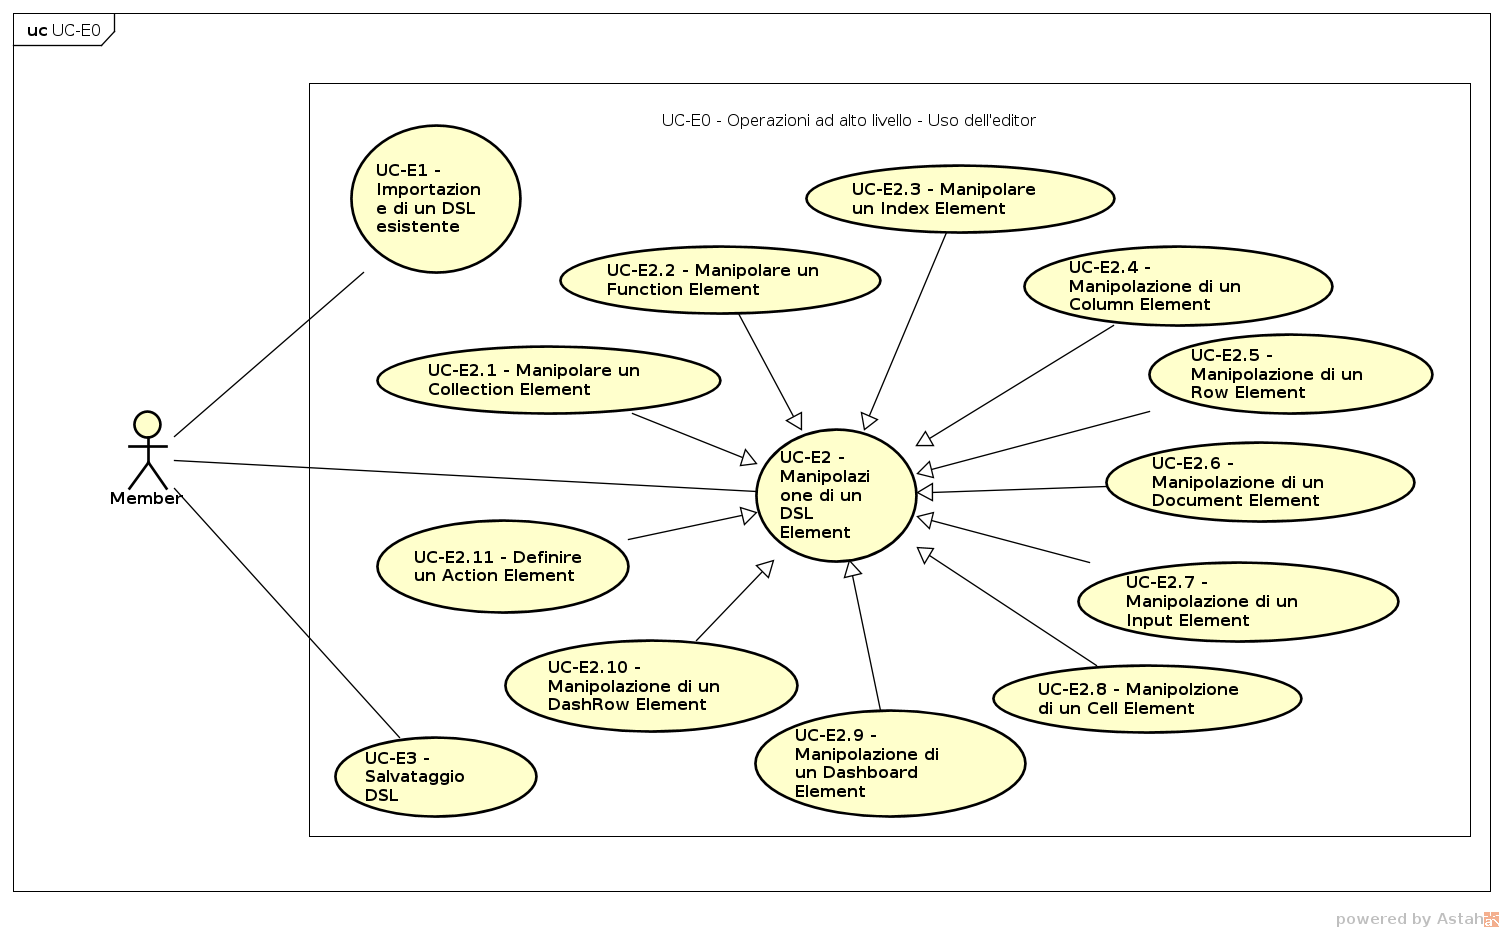 uc UC-E0
UC-E0 - Operazioni ad alto livello - Uso dell'editor
UC-E1 -
Importazion
e di un DSL
esistente
UC-E2.3 - Manipolare
un Index Element
UC-E2.2 - Manipolare un
Function Element
UC-E2.4 -
Manipolazione di un
Column Element
UC-E2.1 - Manipolare un
Collection Element
UC-E2.5 -
Manipolazione di un
Row Element
UC-E2 -
Manipolazi
one di un
DSL
Element
UC-E2.6 -
Manipolazione di un
Document Element
Member
UC-E2.11 - Definire
un Action Element
UC-E2.7 -
Manipolazione di un
Input Element
UC-E2.10 -
Manipolazione di un
DashRow Element
UC-E2.8 - Manipolzione
di un Cell Element
UC-E2.9 -
Manipolazione di
un Dashboard
Element
UC-E3 -
Salvataggio
DSL
powered by Astah